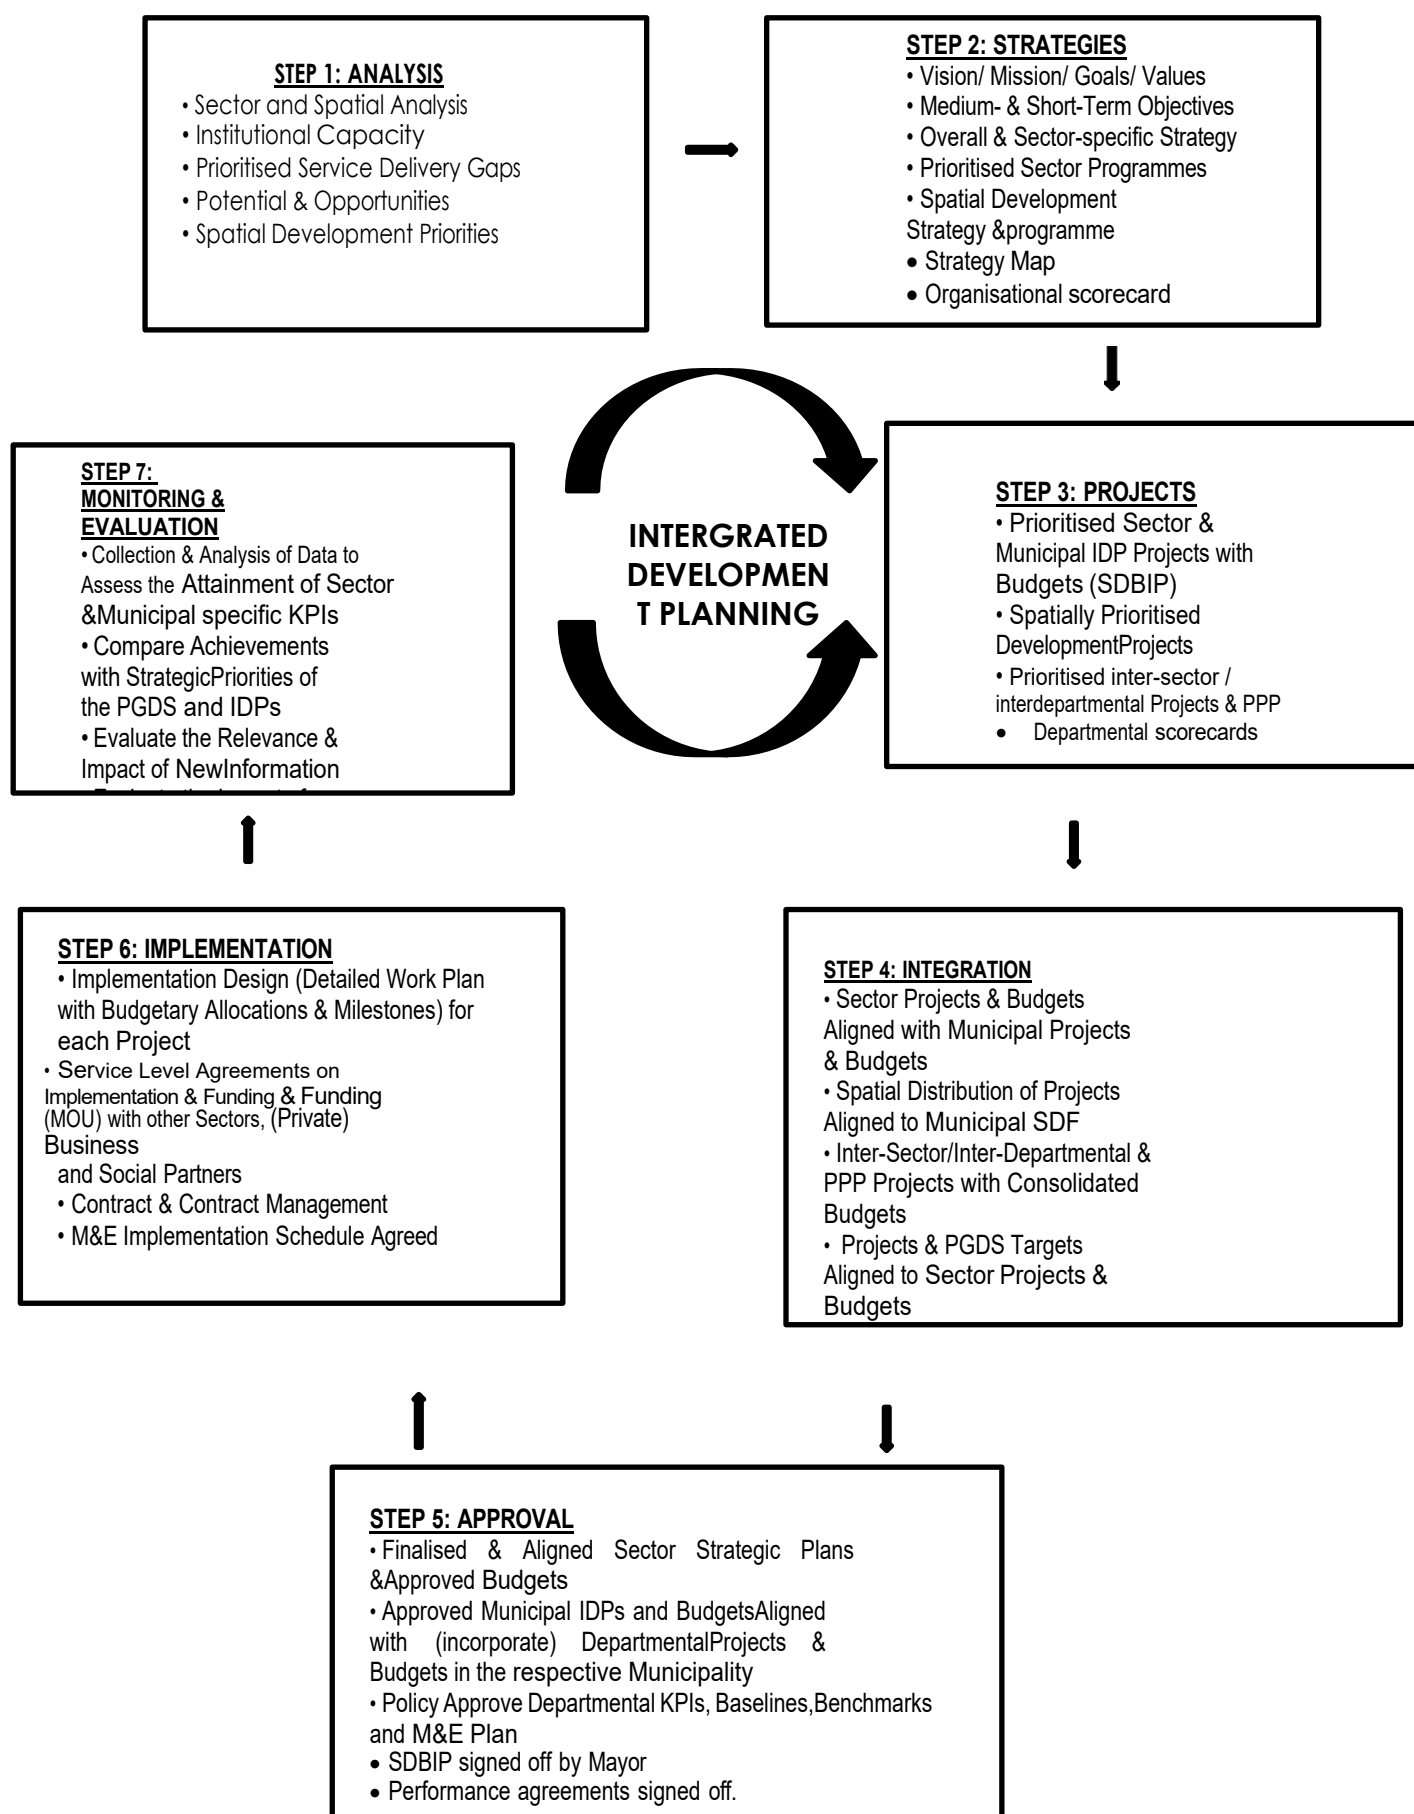 STEP 1: ANALYSIS
• Sector and Spatial Analysis
• Institutional Capacity
• Prioritised Service Delivery Gaps
• Potential & Opportunities
• Spatial Development Priorities
STEP 2: STRATEGIES
• Vision/ Mission/ Goals/ Values
• Medium- & Short-Term Objectives
• Overall & Sector-specific Strategy
• Prioritised Sector Programmes
• Spatial Development
Strategy &programme
• Strategy Map
• Organisational scorecard
INTERGRATED
DEVELOPMEN
T PLANNING
STEP 3: PROJECTS
• Prioritised Sector &
Municipal IDP Projects with
Budgets (SDBIP)
• Spatially Prioritised
DevelopmentProjects
• Prioritised inter-sector /
interdepartmental Projects & PPP
• Departmental scorecards
STEP 4: INTEGRATION
• Sector Projects & Budgets
Aligned with Municipal Projects
& Budgets
• Spatial Distribution of Projects
Aligned to Municipal SDF
• Inter-Sector/Inter-Departmental &
PPP Projects with Consolidated
Budgets
• Projects & PGDS Targets
Aligned to Sector Projects &
Budgets
STEP 5: APPROVAL
• Finalised & Aligned Sector Strategic Plans
&Approved Budgets
• Approved Municipal IDPs and BudgetsAligned
with (incorporate) DepartmentalProjects &
Budgets in the respective Municipality
• Policy Approve Departmental KPIs, Baselines,Benchmarks
and M&E Plan
• SDBIP signed off by Mayor
• Performance agreements signed off.
STEP 6: IMPLEMENTATION
• Implementation Design (Detailed Work Plan
with Budgetary Allocations & Milestones) for
each Project
• Service Level Agreements on
Implementation & Funding & Funding
(MOU) with other Sectors, (Private)
Business
and Social Partners
• Contract & Contract Management
• M&E Implementation Schedule Agreed
STEP 7:
MONITORING &
EVALUATION
• Collection & Analysis of Data to
Assess the Attainment of Sector
&Municipal specific KPIs
• Compare Achievements
with StrategicPriorities of
the PGDS and IDPs
• Evaluate the Relevance &
Impact of NewInformation